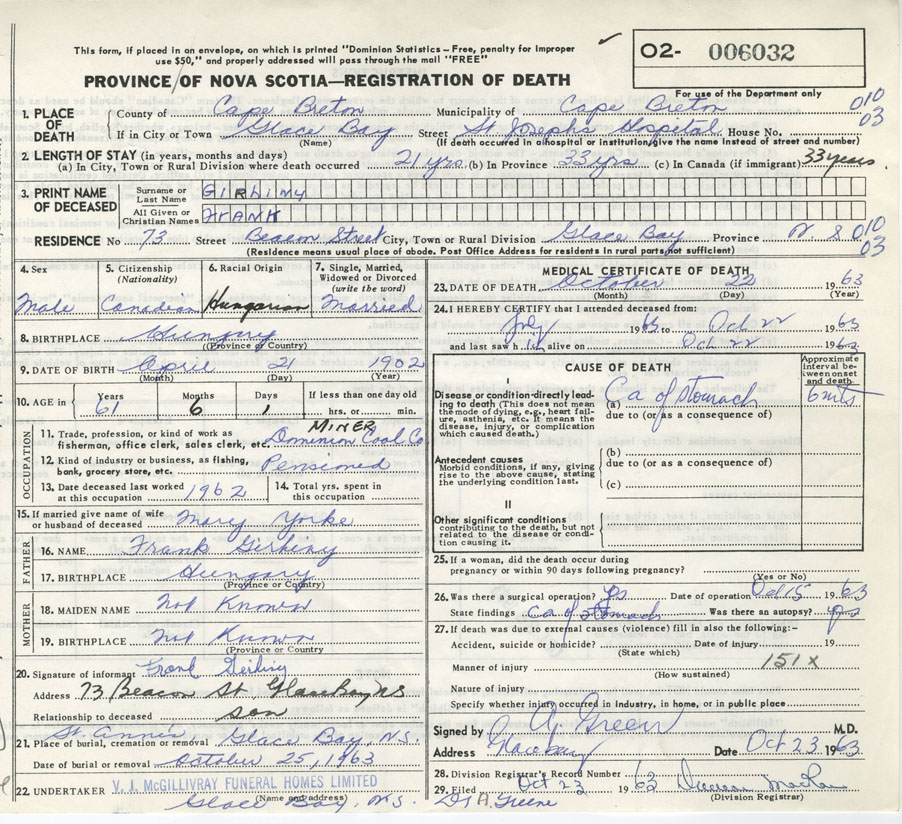 This form, if placed in an envelope, on which is printed "Dominion Statistics – Free, penalty for improper
use $50," and properly addressed will pass through the mail "FREE"
PROVINCE OF NOVA SCOTIA—REGISTRATION OF DEATH
O2- 006032
For use of the Department only
010
03
1. PLACE OF DEATH
County of Cape Breton Municipality of Cape Breton
If in City or Town Glace Bay Street St Josephs Hospital House No.
(Name) (If death occurred in a hospital or institution, give the name instead of street and number)
2. LENGTH OF STAY (in years, months and days)
(a) In City, Town or Rural Division where death occurred 21 yrs (b) In Province 33 yrs (c) In Canada (if immigrant) 33 years
3. PRINT NAME OF DECEASED
Surname or Last Name
All Given or Christian Names FRANK
RESIDENCE No 73 Street Beacon Street City, Town or Rural Division Glace Bay Province N. S 010
03
(Residence means usual place of abode. Post Office Address for residents in rural parts not sufficient)
4. Sex
Male
5. Citizenship
(Nationality)
Canadian
6. Racial Origin
Hungarian
7. Single, Married, Widowed or Divorced
(write the word)
Married
8. BIRTHPLACE Hungary
(Province or Country)
9. DATE OF BIRTH April 21 1902
(Month) (Day) (Year)
10. AGE in Years 61 Months 6 Days 1 If less than one day old
hrs. or min.
OCCUPATION
MINER
11. Trade, profession, or kind of work as
fisherman, office clerk, sales clerk, etc. Dominion Coal Co
12. Kind of industry or business, as fishing,
bank, grocery store, etc. Pensioned
13. Date deceased last worked
at this occupation 1962
14. Total yrs. spent in
this occupation
15. If married give name of wife
or husband of deceased Mary Yorke
FATHER
16. NAME Frank
17. BIRTHPLACE Hungary
(Province or Country)
MOTHER
18. MAIDEN NAME Not Known
19. BIRTHPLACE Not Known
(Province or Country)
20. Signature of informant Frank
Address 73 Beacon St Glace Bay NS
Relationship to deceased son
St. Ann's
21. Place of burial, cremation or removal Glace Bay, N.S.
Date of burial or removal October 25, 1963
22. UNDERTAKER V. J. McGILLIVRAY FUNERAL HOMES LIMITED
(Name and address)
Glace Bay, N.S.
MEDICAL CERTIFICATE OF DEATH
23. DATE OF DEATH October 22 1963
(Month) (Day) (Year)
24. I HEREBY CERTIFY that I attended deceased from:
July 1963 to Oct 22 1963
and last saw him alive on Oct 22 1963
CAUSE OF DEATH
Approximate interval between onset and death.
I
Disease or condition directly leading to death (This does not mean
the mode of dying, e.g., heart failure, asthenia, etc. It means the
disease, injury, or complication which caused death.)
(a) Ca of Stomach
due to (or as a consequence of)
Antecedent causes
Morbid conditions, if any, giving
rise to the above cause, stating
the underlying condition last.
(b)
due to (or as a consequence of)
(c)
II
Other significant conditions
contributing to the death, but not
related to the disease or condition causing it.
25. If a woman, did the death occur during
pregnancy or within 90 days following pregnancy?
(Yes or No)
26. Was there a surgical operation? yes Date of operation Oct 15 1963
State findings Ca of Stomach Was there an autopsy? yes
27. If death was due to external causes (violence) fill in also the following:-
Accident, suicide or homicide? Date of injury 19
(State which)
Manner of injury 151X
(How sustained)
Nature of injury
Specify whether injury occurred in industry, in home, or in public place
Signed by A. Green M.D.
Address Glace Bay Date Oct 23 1963
28. Division Registrar's Record Number
29. Filed Oct 23 1963
(Division Registrar)
Dr A. Greene